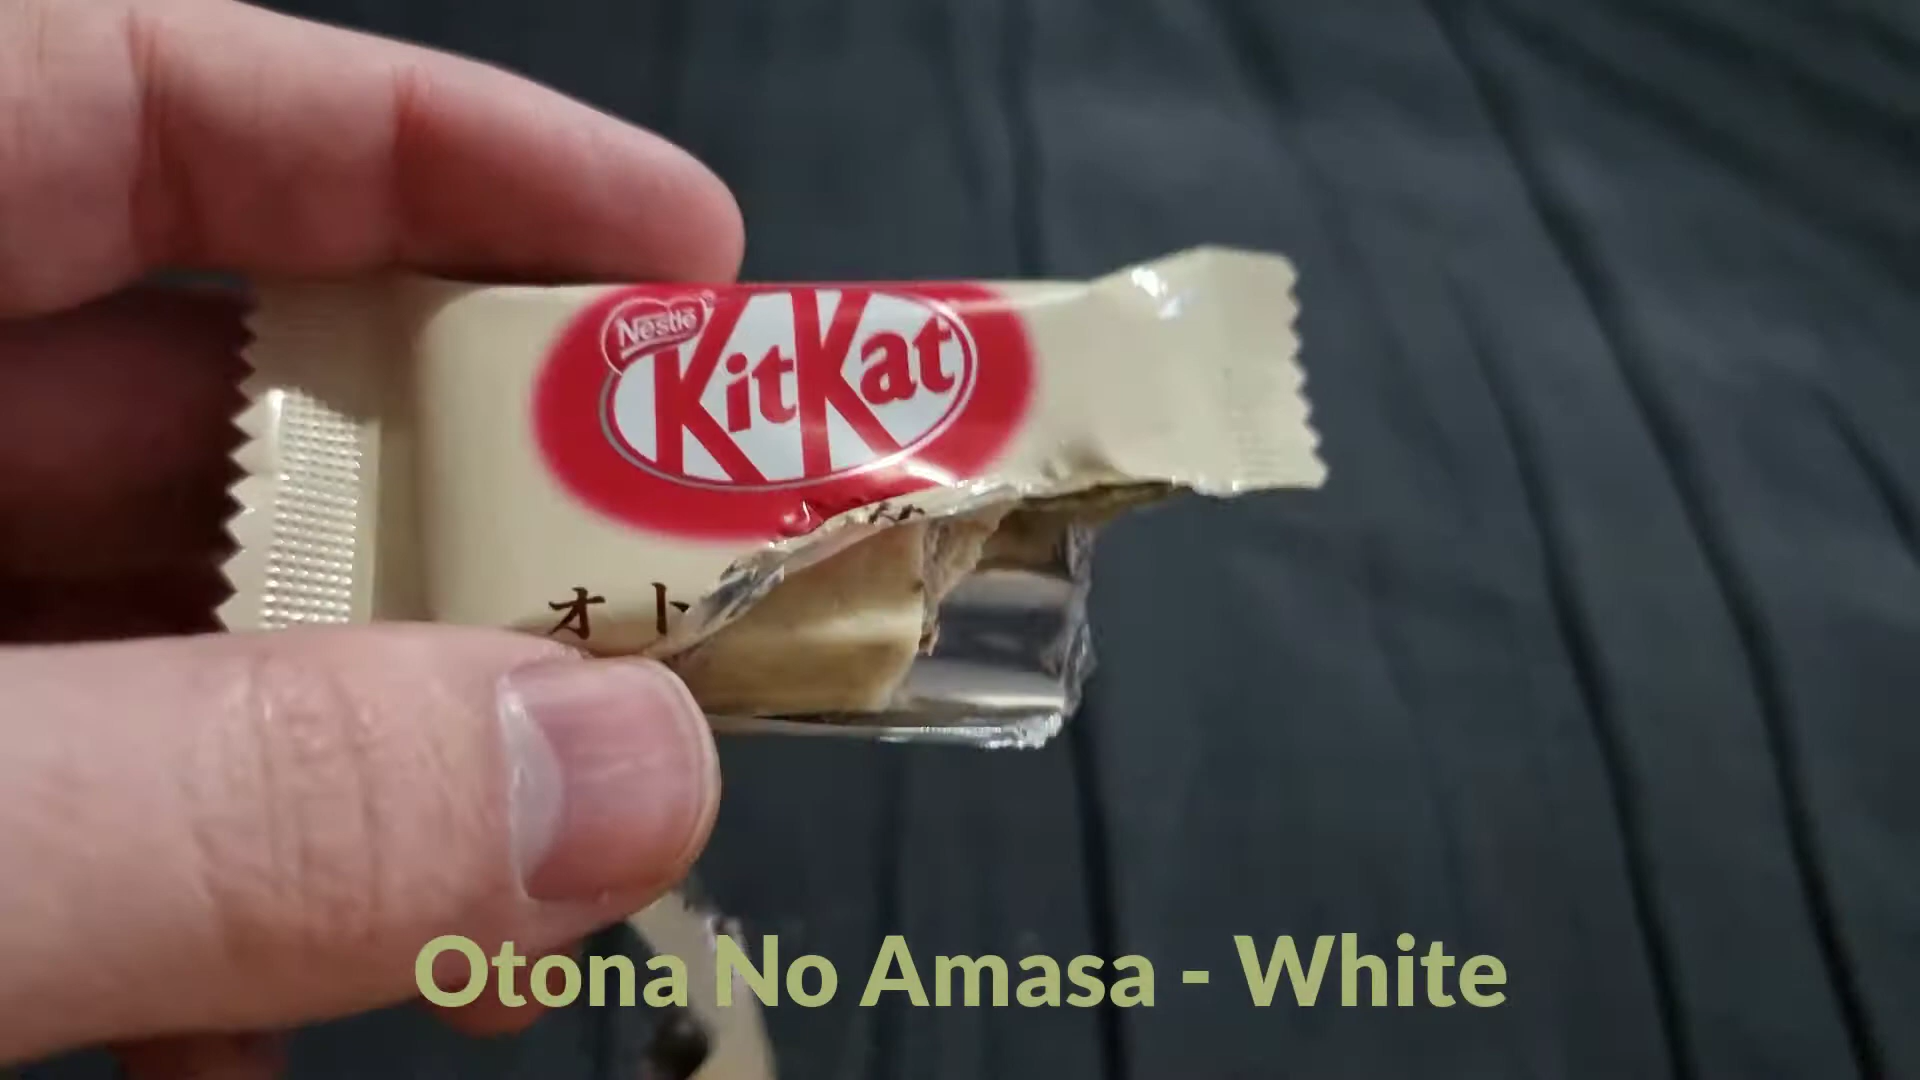 Nestlé
KitKat
オト
Otona No Amasa - White